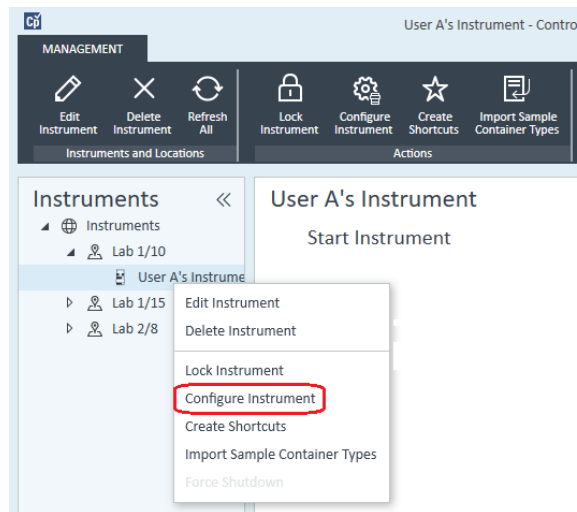 Cp
User A's Instrument - Contro
MANAGEMENT
Edit Instrument
Delete Instrument
Refresh All
Instruments and Locations
Lock Instrument
Configure Instrument
Create Shortcuts
Import Sample Container Types
Actions
Instruments
Instruments
Lab 1/10
User A's Instrume
Lab 1/15
Lab 2/8
User A's Instrument
Start Instrument
Edit Instrument
Delete Instrument
Lock Instrument
Configure Instrument
Create Shortcuts
Import Sample Container Types
Force Shutdown